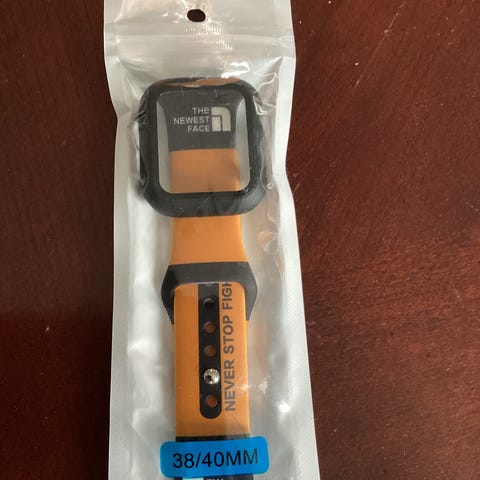 THE
NEWEST
FACE
NEVER STOP FIGH
38/40MM